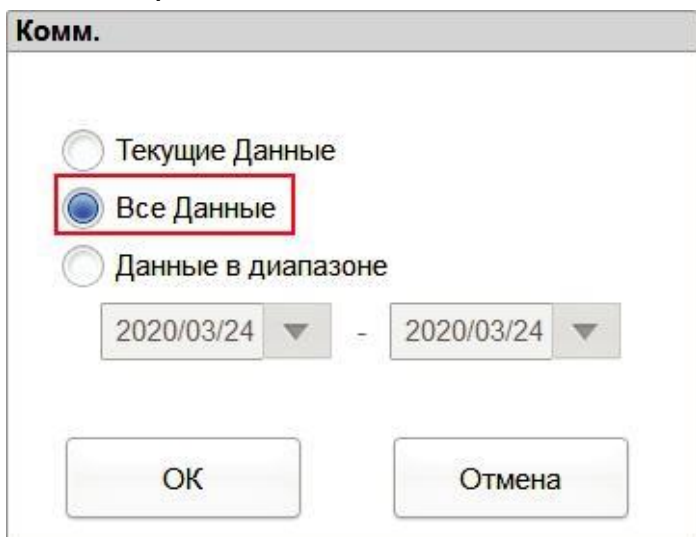 Комм.
Текущие Данные
Все Данные
Данные в диапазоне
2020/03/24 - 2020/03/24
ОК Отмена